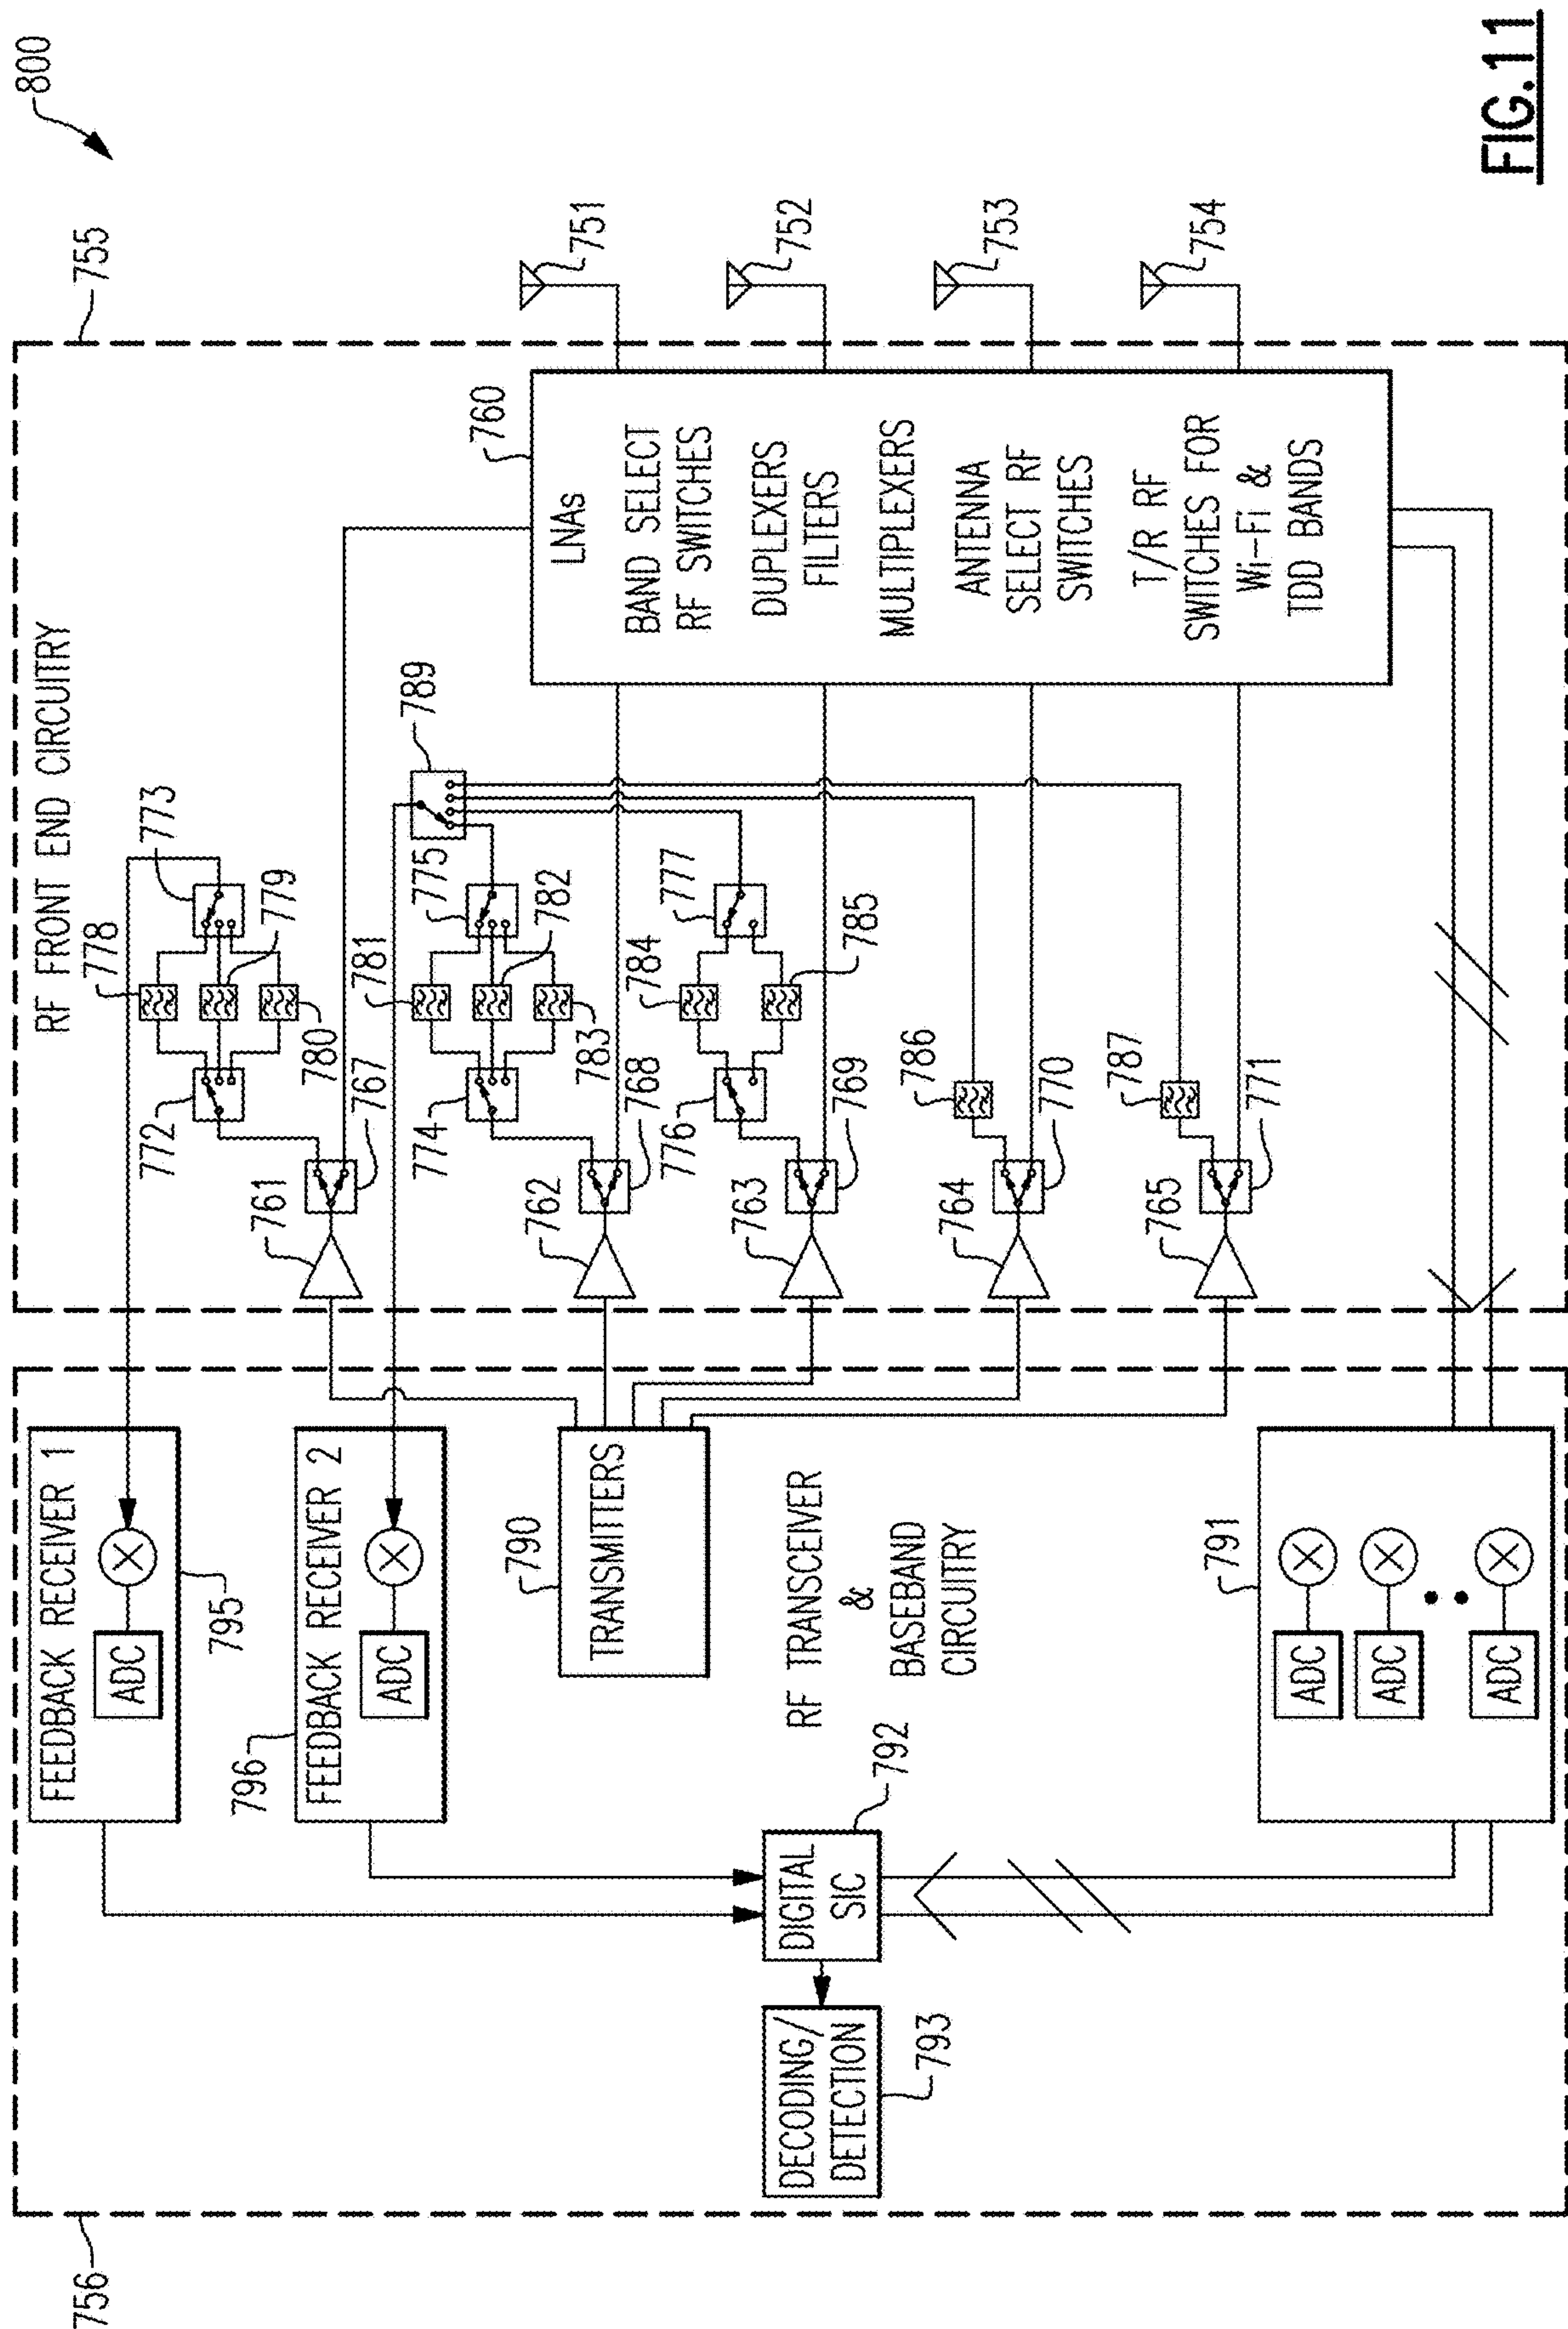 800
755
RF FRONT END CIRCUITRY
778
773
779
772
780
761
767
789
781
775
782
774
783
762
768
784
777
785
776
763
769
786
764
770
787
765
771
760
LNAs
BAND SELECT
RF SWITCHES
DUPLEXERS
FILTERS
MULTIPLEXERS
ANTENNA
SELECT RF
SWITCHES
T/R RF
SWITCHES FOR
Wi-Fi &
TDD BANDS
751
752
753
754
756
FEEDBACK RECEIVER 1
ADC
795
796
FEEDBACK RECEIVER 2
ADC
790
TRANSMITTERS
RF TRANSCEIVER
&
BASEBAND
CIRCUITRY
792
DIGITAL
SIC
DECODING/
DETECTION
793
791
ADC
ADC
ADC
FIG.11